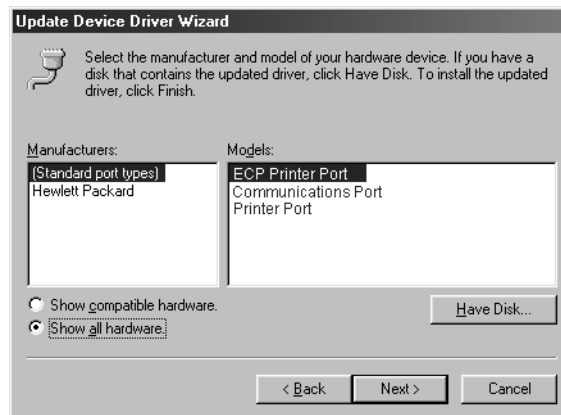 Update Device Driver Wizard
Select the manufacturer and model of your hardware device. If you have a
disk that contains the updated driver, click Have Disk. To install the updated
driver, click Finish.
Manufacturers:
(Standard port types)
Hewlett Packard
Models:
ECP Printer Port
Communications Port
Printer Port
Show compatible hardware.
Show all hardware.
Have Disk...
< Back
Next >
Cancel